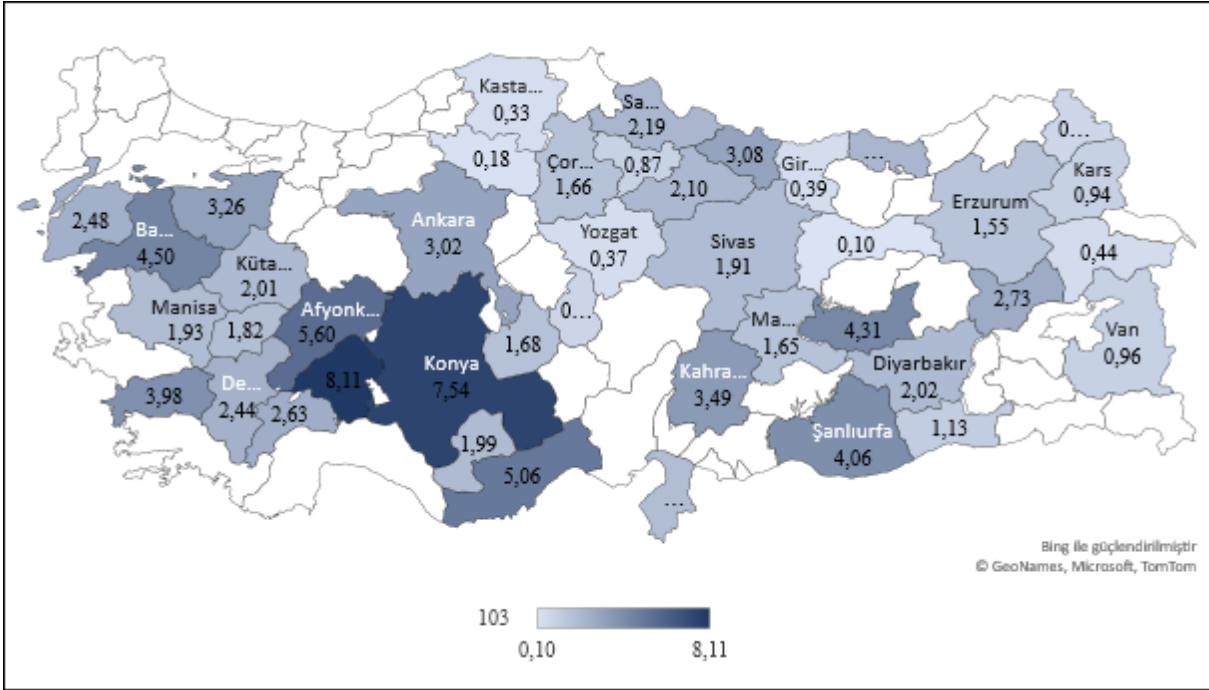 Kasta...
0,33
Sa...
2,19
0...
0,18
Çor...
1,66
0,87
3,08
Gir...
0,39
...
Kars
0,94
2,48
3,26
Ankara
3,02
2,10
Erzurum
1,55
Ba...
4,50
Yozgat
0,37
Sivas
1,91
0,10
0,44
Küta...
2,01
Manisa
1,93
1,82
Afyonk...
5,60
0...
1,68
Ma...
1,65
4,31
2,73
Van
0,96
Konya
7,54
8,11
Diyarbakır
2,02
De...
2,44
3,98
2,63
Kahra...
3,49
1,99
5,06
Şanlıurfa
4,06
1,13
...
Bing ile güçlendirilmiştir
© GeoNames, Microsoft, TomTom
103
0,10
8,11